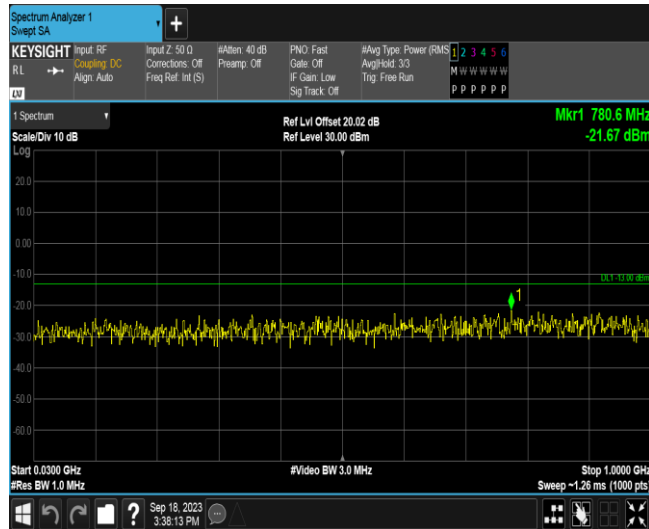 Spectrum Analyzer 1
Swept SA
+
KEYSIGHT
RL
LXI
Input: RF
Coupling: DC
Align: Auto
Input Z: 50 Ω
Corrections: Off
Freq Ref: Int (S)
#Atten: 40 dB
Preamp: Off
PNO: Fast
Gate: Off
IF Gain: Low
Sig Track: Off
#Avg Type: Power (RMS
Avg|Hold: 3/3
Trig: Free Run
1 2 3 4 5 6
M W W W W W
P P P P P P
1 Spectrum
Scale/Div 10 dB
Log
Ref Lvl Offset 20.02 dB
Ref Level 30.00 dBm
Mkr1 780.6 MHz
-21.67 dBm
20.0
10.0
0.00
-10.0
DL1 -13.00 dBm
1
-20.0
-30.0
-40.0
-50.0
-60.0
Start 0.0300 GHz
#Res BW 1.0 MHz
#Video BW 3.0 MHz
Stop 1.0000 GHz
Sweep ~1.26 ms (1000 pts)
?
Sep 18, 2023
3:38:13 PM